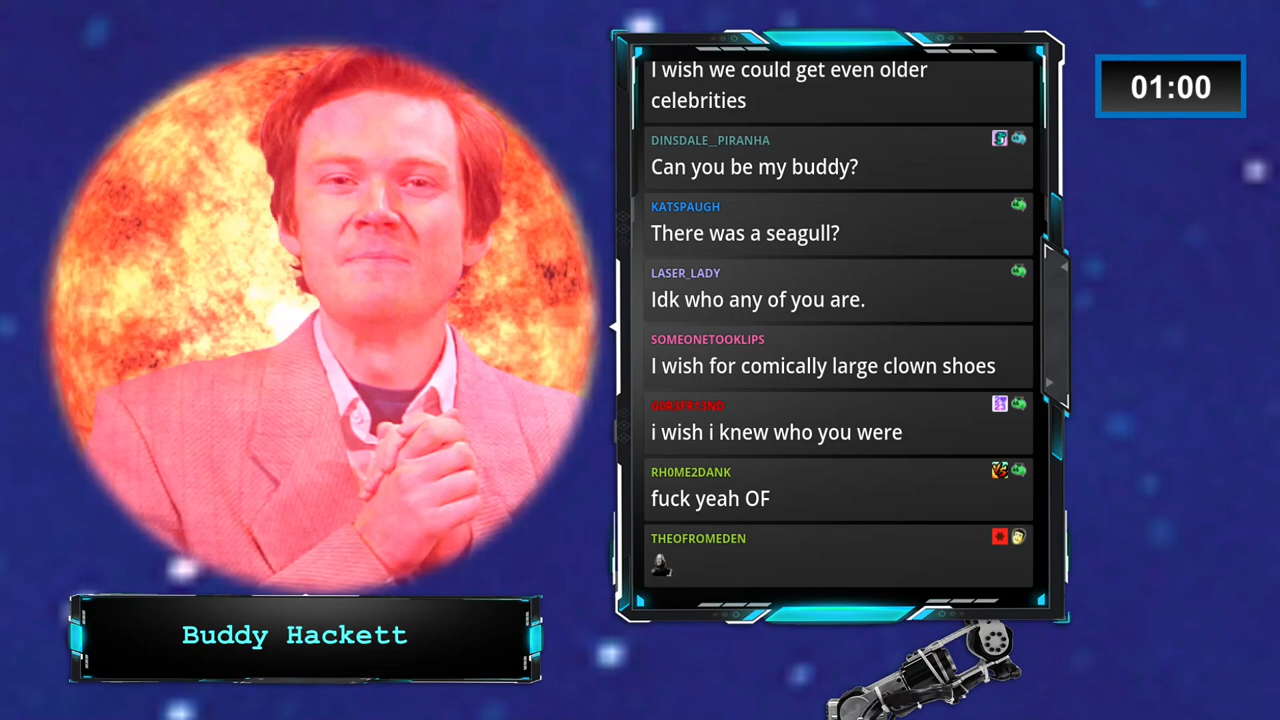 I wish we could get even older
celebrities
DINSDALE__PIRANHA
Can you be my buddy?
KATSPAUGH
There was a seagull?
LASER_LADY
Idk who any of you are.
SOMEONETOOKLIPS
I wish for comically large clown shoes
G0R3FR13ND
i wish i knew who you were
RH0ME2DANK
fuck yeah OF
THEOFROMEDEN
01:00
Buddy Hackett